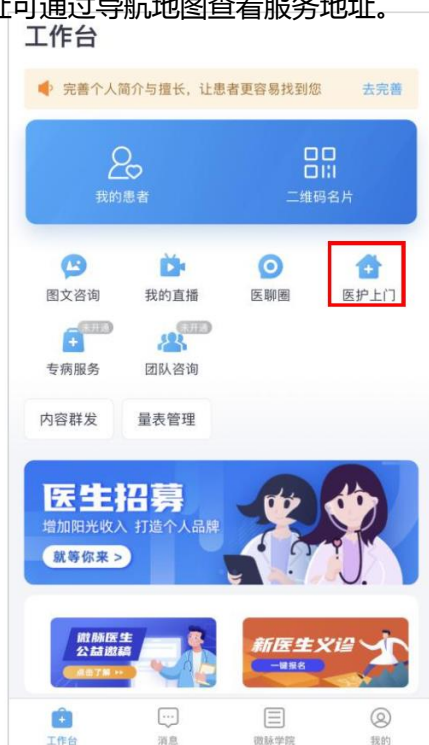 止可通过导航地图查看服务地址。
工作台
完善个人简介与擅长，让患者更容易找到您 去完善
我的患者 二维码名片
图文咨询 我的直播 医聊圈 医护上门
未开通 未开通
专病服务 团队咨询
内容群发 量表管理
医生招募
增加阳光收入 打造个人品牌
就等你来 >
微脉医生
公益邀稿
点击了解 >>
新医生义诊
一键报名
工作台 消息 微脉学院 我的